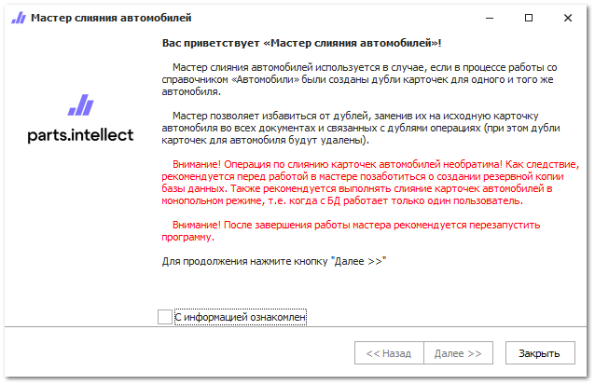 Мастер слияния автомобилей
Вас приветствует «Мастер слияния автомобилей»!
Мастер слияния автомобилей используется в случае, если в процессе работы со
справочником «Автомобили» были созданы дубли карточек для одного и того же
автомобиля.
Мастер позволяет избавиться от дублей, заменив их на исходную карточку
автомобиля во всех документах и связанных с дублями операциях (при этом дубли
карточек для автомобиля будут удалены).
parts.intellect
Внимание! Операция по слиянию карточек автомобилей необратима! Как следствие,
рекомендуется перед работой в мастере позаботиться о создании резервной копии
базы данных. Также рекомендуется выполнять слияние карточек автомобилей в
монопольном режиме, т.е. когда с БД работает только один пользователь.
Внимание! После завершения работы мастера рекомендуется перезапустить
программу.
Для продолжения нажмите кнопку "Далее >>"
С информацией ознакомлен
<< Назад
Далее >>
Закрыть